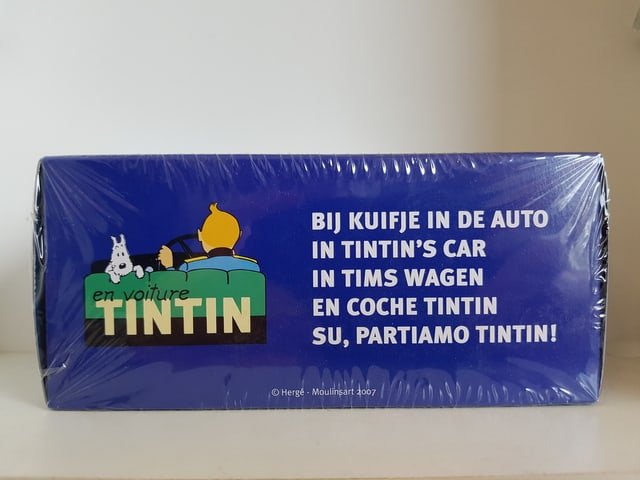 en voiture
TINTIN
BIJ KUIFJE IN DE AUTO
IN TINTIN'S CAR
IN TIMS WAGEN
EN COCHE TINTIN
SU, PARTIAMO TINTIN!
© Hergé - Moulinsart 2007